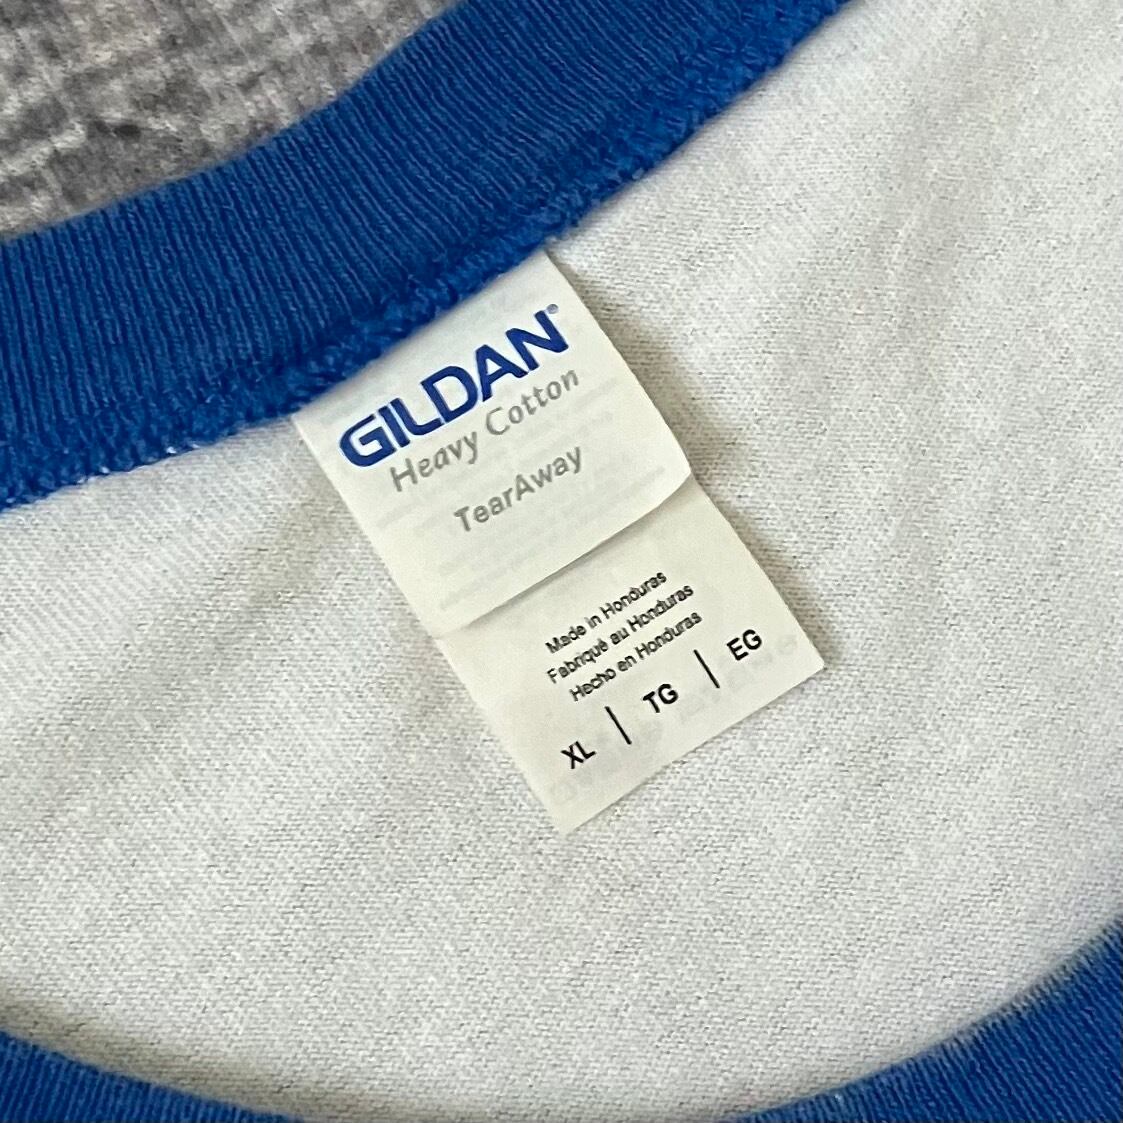 GILDAN®
Heavy Cotton
TearAway
Made in Honduras
Fabriqué au Honduras
Hecho en Honduras
XL | TG | EG